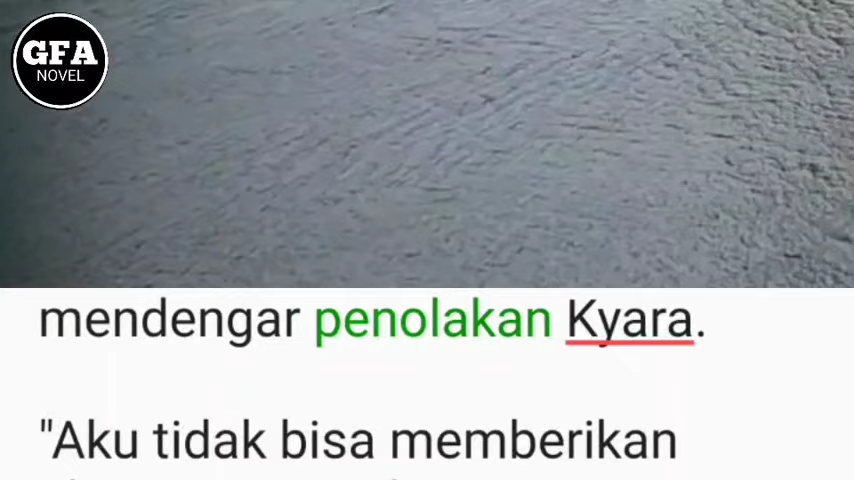 GFA
NOVEL
mendengar penolakan Kyara.
"Aku tidak bisa memberikan